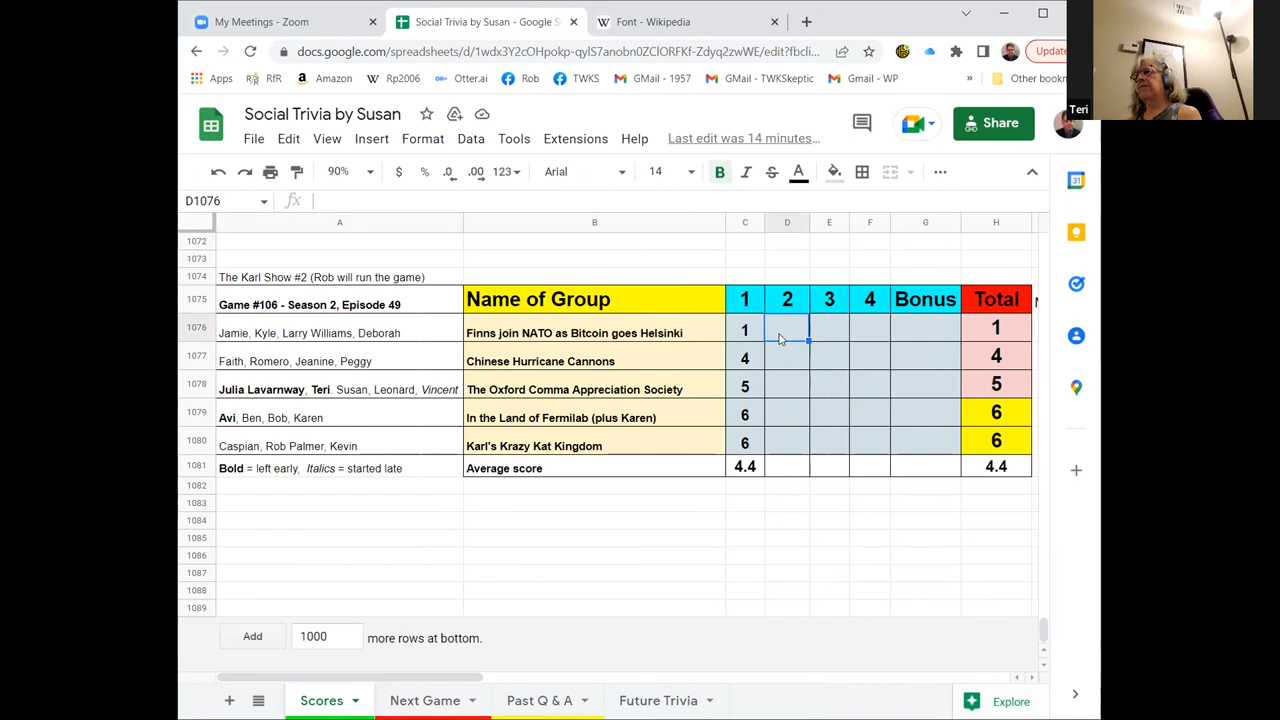 My Meetings - Zoom
Social Trivia by Susan - Google S
Font - Wikipedia
docs.google.com/spreadsheets/d/1wdx3Y2cOHpokp-qylS7anobn0ZClORFKf-Zdyq2zwWE/edit?fbcli...
Update
Apps
RfR
Amazon
Rp2006
Otter.ai
Rob
TWKS
GMail - 1957
GMail - TWKSkeptic
Gmail - WP
»
Other bookm
Teri
Social Trivia by Susan
File Edit View Insert Format Data Tools Extensions Help Last edit was 14 minutes...
Share
90% $ % .0 .00 123 Arial 14 B I S A
D1076 fx
A B C D E F G H
1072
1073
1074 The Karl Show #2 (Rob will run the game)
1075 Game #106 - Season 2, Episode 49 Name of Group 1 2 3 4 Bonus Total
1076 Jamie, Kyle, Larry Williams, Deborah Finns join NATO as Bitcoin goes Helsinki 1 1
1077 Faith, Romero, Jeanine, Peggy Chinese Hurricane Cannons 4 4
1078 Julia Lavarnway, Teri. Susan, Leonard, Vincent The Oxford Comma Appreciation Society 5 5
1079 Avi, Ben, Bob, Karen In the Land of Fermilab (plus Karen) 6 6
1080 Caspian, Rob Palmer, Kevin Karl's Krazy Kat Kingdom 6 6
1081 Bold = left early, Italics = started late Average score 4.4 4.4
1082
1083
1084
1085
1086
1087
1088
1089
Add 1000 more rows at bottom.
Scores Next Game Past Q & A Future Trivia Explore
31